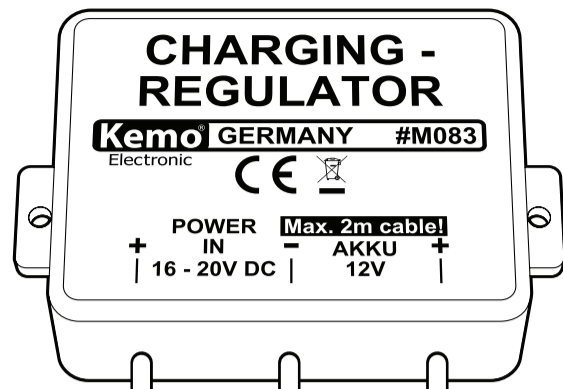 CHARGING -
REGULATOR
Kemo® GERMANY #M083
Electronic
CE
POWER Max. 2m cable!
+ IN - AKKU +
16 - 20V DC 12V